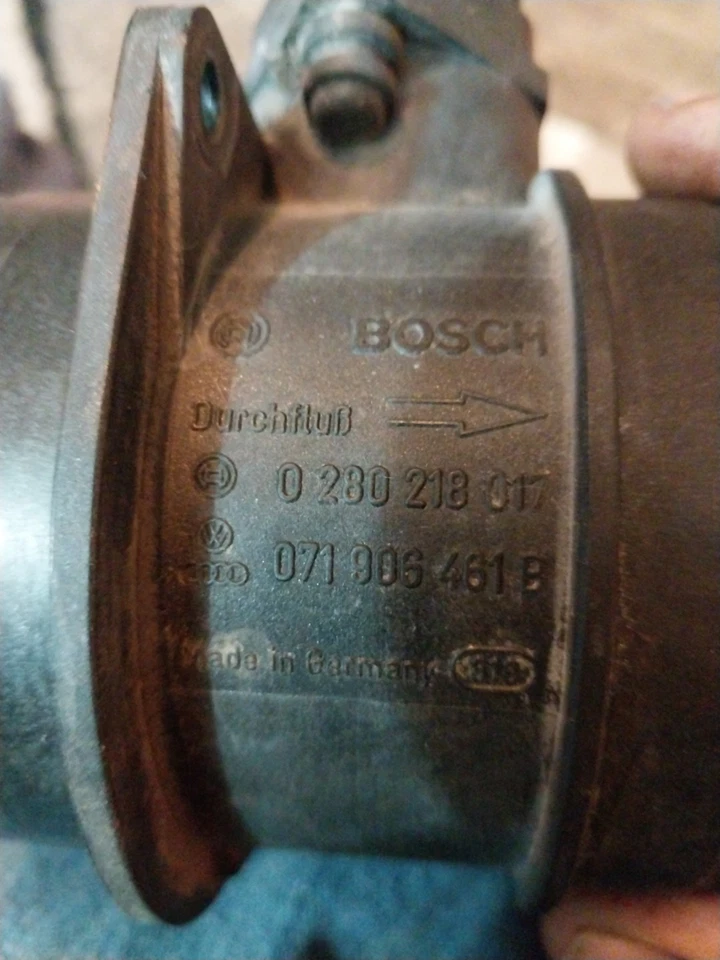 BOSCH
Durchfluß
0 280 218 017
071 906 461 B
Made in Germany